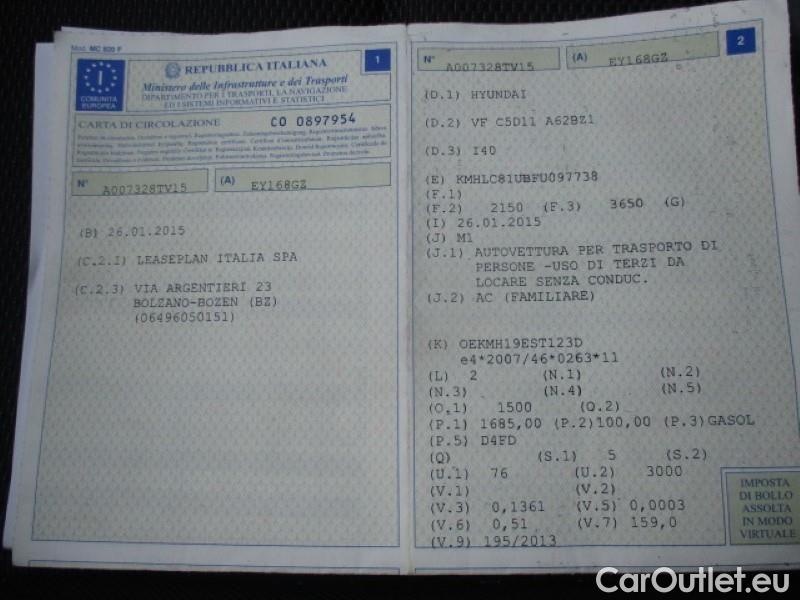 Mod. MC 820 F
I
COMUNITÀ
EUROPEA
REPUBBLICA ITALIANA
Ministero delle Infrastrutture e dei Trasporti
DIPARTIMENTO PER I TRASPORTI, LA NAVIGAZIONE
ED I SISTEMI INFORMATIVI E STATISTICI
1
CARTA DI CIRCOLAZIONE CO 0897954
N° A007328TV15 (A) EY168GZ
(B) 26.01.2015
(C.2.1) LEASEPLAN ITALIA SPA
(C.2.3) VIA ARGENTIERI 23
BOLZANO-BOZEN (BZ)
(06496050151)
2
N° A007328TV15 (A) EY168GZ
(D.1) HYUNDAI
(D.2) VF C5D11 A62BZ1
(D.3) I40
(E) KMHLC81UBFU097738
(F.1)
(F.2) 2150 (F.3) 3650 (G)
(I) 26.01.2015
(J) M1
(J.1) AUTOVETTURA PER TRASPORTO DI
PERSONE -USO DI TERZI DA
LOCARE SENZA CONDUC.
(J.2) AC (FAMILIARE)
(K) OEKMH19EST123D
e4*2007/46*0263*11
(L) 2 (N.1) (N.2)
(N.3) (N.4) (N.5)
(O.1) 1500 (O.2)
(P.1) 1685,00 (P.2)100,00 (P.3)GASOL
(P.5) D4FD
(Q) (S.1) 5 (S.2)
(U.1) 76 (U.2) 3000
(V.1) (V.2)
(V.3) 0,1361 (V.5) 0,0003
(V.6) 0,51 (V.7) 159,0
(V.9) 195/2013
IMPOSTA
DI BOLLO
ASSOLTA
IN MODO
VIRTUALE
CarOutlet.eu